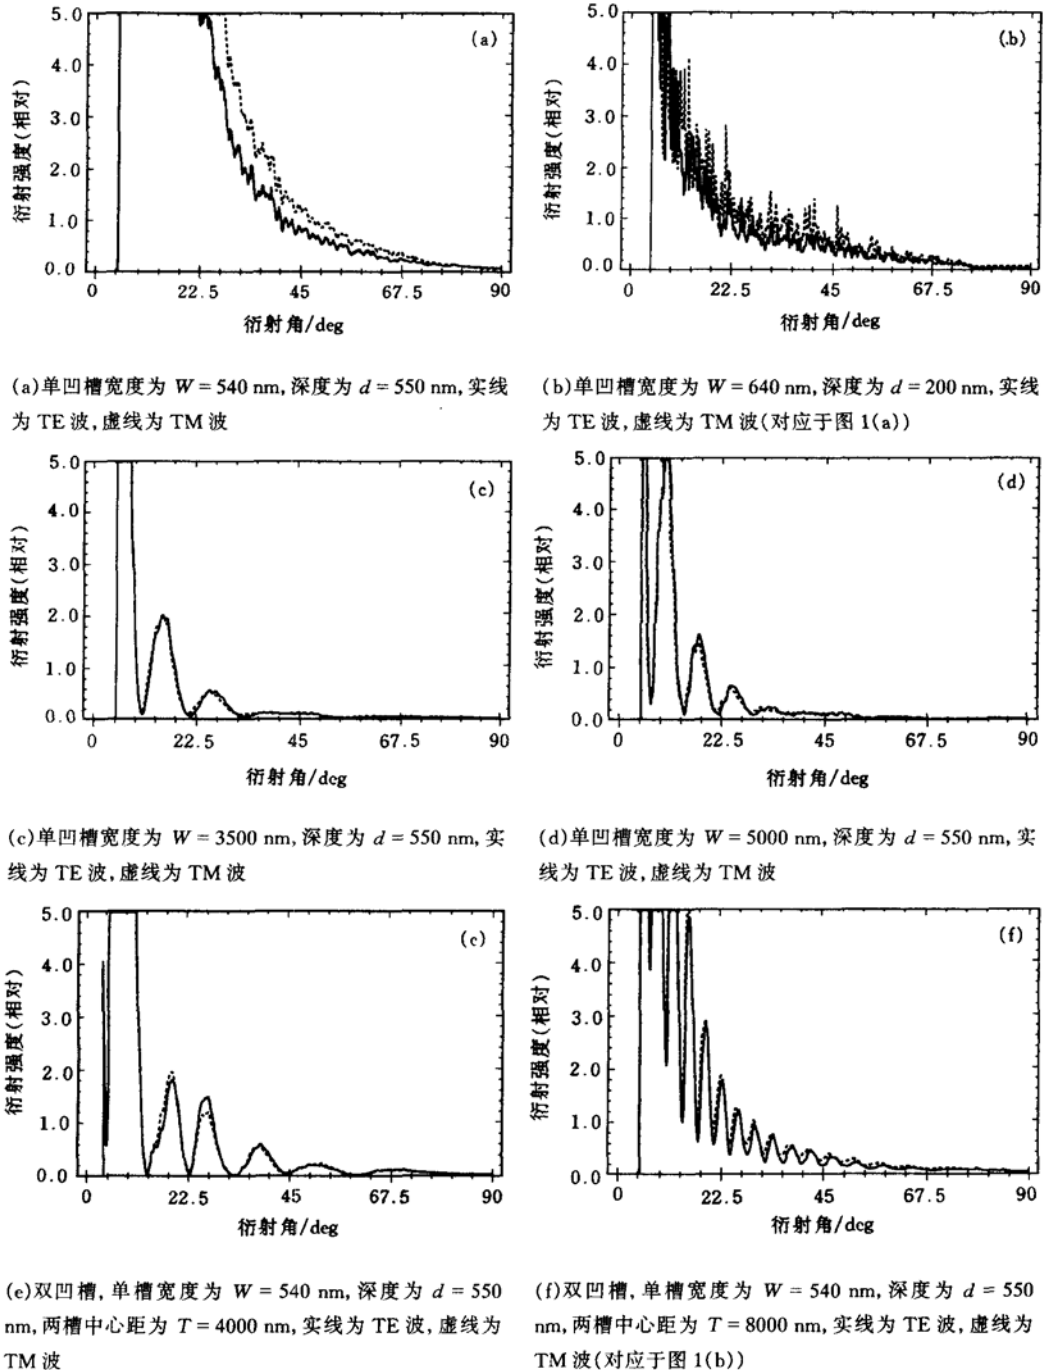 5.0
4.0
3.0
2.0
1.0
0.0
衍射强度(相对)
(a)
0 22.5 45 67.5 90
衍射角/deg
5.0
4.0
3.0
2.0
1.0
0.0
衍射强度(相对)
(b)
0 22.5 45 67.5 90
衍射角/deg
(a)单凹槽宽度为 W = 540 nm,深度为 d = 550 nm,实线
为 TE 波,虚线为 TM 波
(b)单凹槽宽度为 W = 640 nm,深度为 d = 200 nm,实线
为 TE 波,虚线为 TM 波(对应于图 1(a))
5.0
4.0
3.0
2.0
1.0
0.0
衍射强度(相对)
(c)
0 22.5 45 67.5 90
衍射角/deg
5.0
4.0
3.0
2.0
1.0
0.0
衍射强度(相对)
(d)
0 22.5 45 67.5 90
衍射角/deg
(c)单凹槽宽度为 W = 3500 nm,深度为 d = 550 nm,实
线为 TE 波,虚线为 TM 波
(d)单凹槽宽度为 W = 5000 nm,深度为 d = 550 nm,实
线为 TE 波,虚线为 TM 波
5.0
4.0
3.0
2.0
1.0
0.0
衍射强度(相对)
(e)
0 22.5 45 67.5 90
衍射角/deg
5.0
4.0
3.0
2.0
1.0
0.0
衍射强度(相对)
(f)
0 22.5 45 67.5 90
衍射角/deg
(e)双凹槽,单槽宽度为 W = 540 nm,深度为 d = 550
nm,两槽中心距为 T = 4000 nm,实线为 TE 波,虚线为
TM 波
(f)双凹槽,单槽宽度为 W = 540 nm,深度为 d = 550
nm,两槽中心距为 T = 8000 nm,实线为 TE 波,虚线为
TM 波(对应于图 1(b))